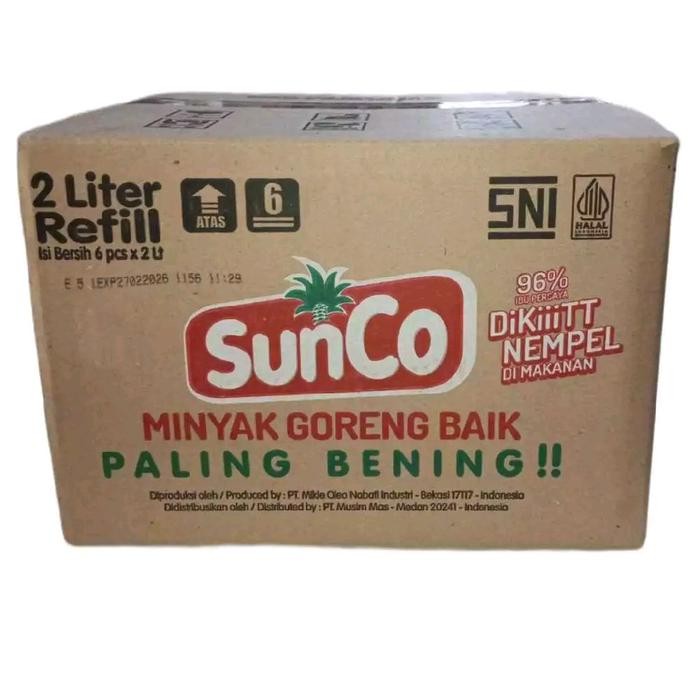 2 Liter
Refill
Isi Bersih 6 pcs x 2 Lt
ATAS
6
SNI
HALAL
INDONESIA
E 5 1EXP27022026 1156 11:29
SunCo
96%
IBU PERCAYA
DiKiiiTT
NEMPEL
DI MAKANAN
MINYAK GORENG BAIK
PALING BENING!!
Diproduksi oleh / Produced by : PT. Mikie Oleo Nabati Industri - Bekasi 17117 - Indonesia
Didistribusikan oleh / Distributed by : PT. Musim Mas - Medan 20241 - Indonesia